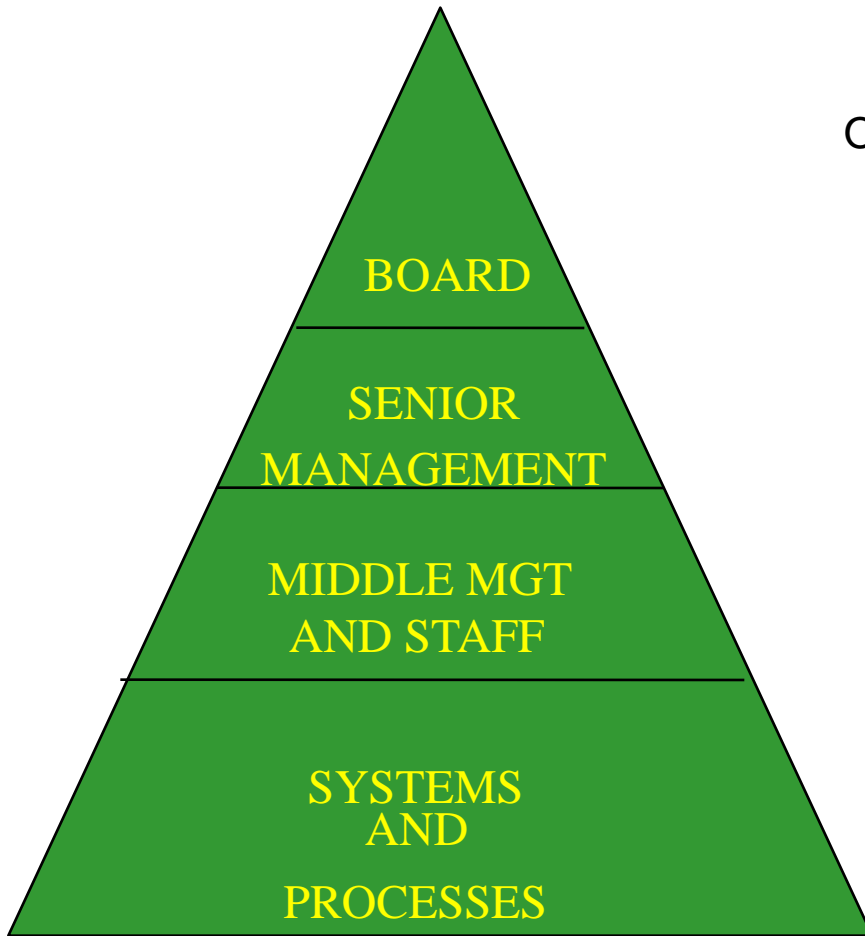 C
BOARD
SENIOR
MANAGEMENT
MIDDLE MGT
AND STAFF
SYSTEMS
AND
PROCESSES